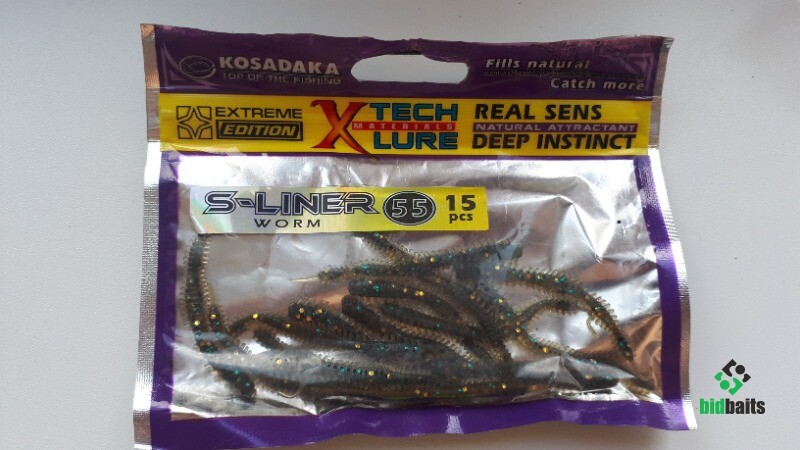 KOSADAKA
TOP OF THE FISHING
Fills natural
Catch more
EXTREME
EDITION
X TECH
MATERIALS
LURE
REAL SENS
NATURAL ATTRACTANT
DEEP INSTINCT
S-LINER
WORM
55
15
pcs
bidbaits